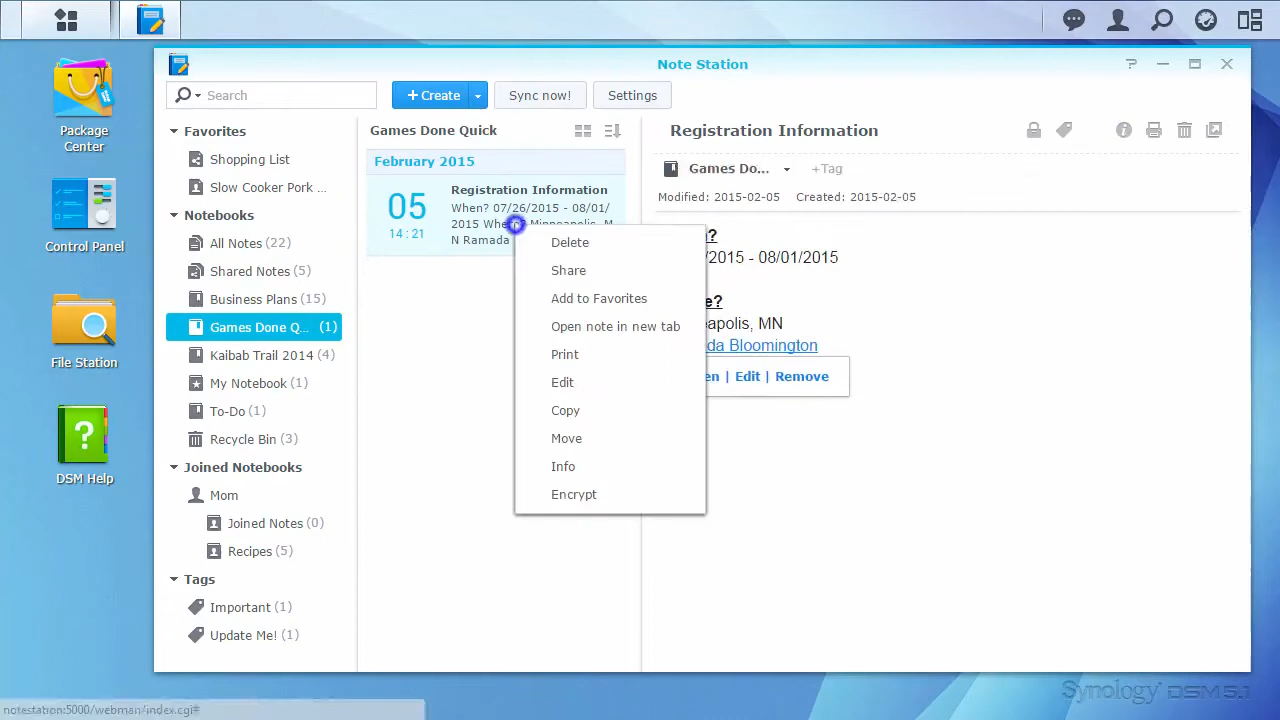 Note Station
Search
+ Create
Sync now!
Settings
Package
Center
Control Panel
File Station
DSM Help
Favorites
Shopping List
Slow Cooker Pork ...
Notebooks
All Notes (22)
Shared Notes (5)
Business Plans (15)
Games Done Q... (1)
Kaibab Trail 2014 (4)
My Notebook (1)
To-Do (1)
Recycle Bin (3)
Joined Notebooks
Mom
Joined Notes (0)
Recipes (5)
Tags
Important (1)
Update Me! (1)
Games Done Quick
February 2015
05
14:21
Registration Information
When? 07/26/2015 - 08/01/
2015 Where? Minneapolis, M
N Ramada
Delete
Share
Add to Favorites
Open note in new tab
Print
Edit
Copy
Move
Info
Encrypt
Registration Information
Games Do...
+Tag
Modified: 2015-02-05 Created: 2015-02-05
?
/2015 - 08/01/2015
e?
eapolis, MN
da Bloomington
en | Edit | Remove
notestation:5000/webman/index.cgi#
Synology DSM 5.1